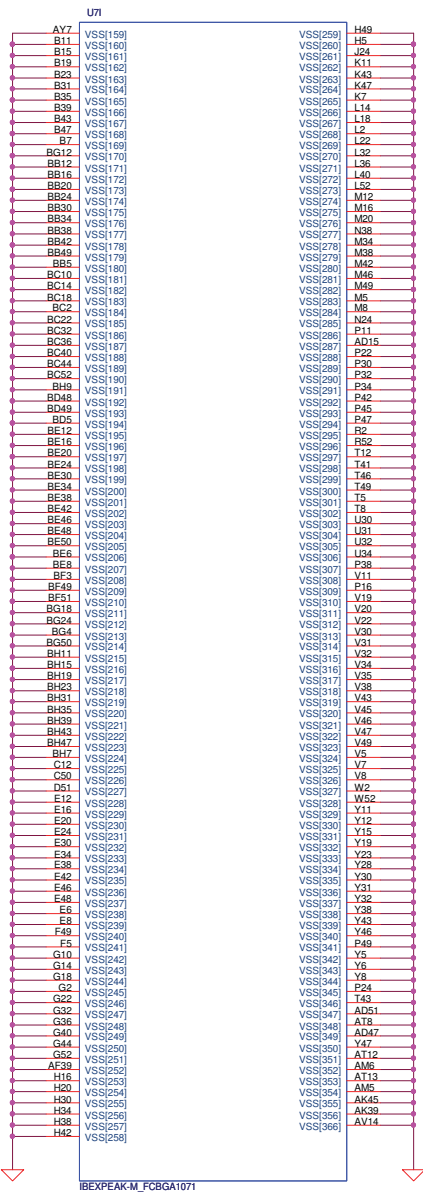 U7I
AY7 VSS[159] VSS[259] H49
B11 VSS[160] VSS[260] H5
B15 VSS[161] VSS[261] J24
B19 VSS[162] VSS[262] K11
B23 VSS[163] VSS[263] K43
B31 VSS[164] VSS[264] K47
B35 VSS[165] VSS[265] K7
B39 VSS[166] VSS[266] L14
B43 VSS[167] VSS[267] L18
B47 VSS[168] VSS[268] L2
B7 VSS[169] VSS[269] L22
BG12 VSS[170] VSS[270] L32
BB12 VSS[171] VSS[271] L36
BB16 VSS[172] VSS[272] L40
BB20 VSS[173] VSS[273] L52
BB24 VSS[174] VSS[274] M12
BB30 VSS[175] VSS[275] M16
BB34 VSS[176] VSS[276] M20
BB38 VSS[177] VSS[277] N38
BB42 VSS[178] VSS[278] M34
BB49 VSS[179] VSS[279] M38
BB5 VSS[180] VSS[280] M42
BC10 VSS[181] VSS[281] M46
BC14 VSS[182] VSS[282] M49
BC18 VSS[183] VSS[283] M5
BC2 VSS[184] VSS[284] M8
BC22 VSS[185] VSS[285] N24
BC32 VSS[186] VSS[286] P11
BC36 VSS[187] VSS[287] AD15
BC40 VSS[188] VSS[288] P22
BC44 VSS[189] VSS[289] P30
BC52 VSS[190] VSS[290] P32
BH9 VSS[191] VSS[291] P34
BD48 VSS[192] VSS[292] P42
BD49 VSS[193] VSS[293] P45
BD5 VSS[194] VSS[294] P47
BE12 VSS[195] VSS[295] R2
BE16 VSS[196] VSS[296] R52
BE20 VSS[197] VSS[297] T12
BE24 VSS[198] VSS[298] T41
BE30 VSS[199] VSS[299] T46
BE34 VSS[200] VSS[300] T49
BE38 VSS[201] VSS[301] T5
BE42 VSS[202] VSS[302] T8
BE46 VSS[203] VSS[303] U30
BE48 VSS[204] VSS[304] U31
BE50 VSS[205] VSS[305] U32
BE6 VSS[206] VSS[306] U34
BE8 VSS[207] VSS[307] P38
BF3 VSS[208] VSS[308] V11
BF49 VSS[209] VSS[309] P16
BF51 VSS[210] VSS[310] V19
BG18 VSS[211] VSS[311] V20
BG24 VSS[212] VSS[312] V22
BG4 VSS[213] VSS[313] V30
BG50 VSS[214] VSS[314] V31
BH11 VSS[215] VSS[315] V32
BH15 VSS[216] VSS[316] V34
BH19 VSS[217] VSS[317] V35
BH23 VSS[218] VSS[318] V38
BH31 VSS[219] VSS[319] V43
BH35 VSS[220] VSS[320] V45
BH39 VSS[221] VSS[321] V46
BH43 VSS[222] VSS[322] V47
BH47 VSS[223] VSS[323] V49
BH7 VSS[224] VSS[324] V5
C12 VSS[225] VSS[325] V7
C50 VSS[226] VSS[326] V8
D51 VSS[227] VSS[327] W2
E12 VSS[228] VSS[328] W52
E16 VSS[229] VSS[329] Y11
E20 VSS[230] VSS[330] Y12
E24 VSS[231] VSS[331] Y15
E30 VSS[232] VSS[332] Y19
E34 VSS[233] VSS[333] Y23
E38 VSS[234] VSS[334] Y28
E42 VSS[235] VSS[335] Y30
E46 VSS[236] VSS[336] Y31
E48 VSS[237] VSS[337] Y32
E6 VSS[238] VSS[338] Y38
E8 VSS[239] VSS[339] Y43
F49 VSS[240] VSS[340] Y46
F5 VSS[241] VSS[341] P49
G10 VSS[242] VSS[342] Y5
G14 VSS[243] VSS[343] Y6
G18 VSS[244] VSS[344] Y8
G2 VSS[245] VSS[345] P24
G22 VSS[246] VSS[346] T43
G32 VSS[247] VSS[347] AD51
G36 VSS[248] VSS[348] AT8
G40 VSS[249] VSS[349] AD47
G44 VSS[250] VSS[350] Y47
G52 VSS[251] VSS[351] AT12
AF39 VSS[252] VSS[352] AM6
H16 VSS[253] VSS[353] AT13
H20 VSS[254] VSS[354] AM5
H30 VSS[255] VSS[355] AK45
H34 VSS[256] VSS[356] AK39
H38 VSS[257] VSS[366] AV14
H42 VSS[258]
IBEXPEAK-M_FCBGA1071